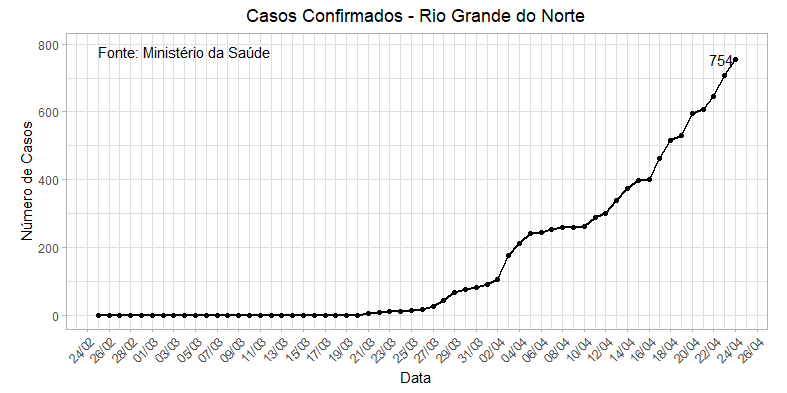 Casos Confirmados - Rio Grande do Norte
Fonte: Ministério da Saúde
754
Número de Casos
800
600
400
200
0
24/02 26/02 28/02 01/03 03/03 05/03 07/03 09/03 11/03 13/03 15/03 17/03 19/03 21/03 23/03 25/03 27/03 29/03 31/03 02/04 04/04 06/04 08/04 10/04 12/04 14/04 16/04 18/04 20/04 22/04 24/04 26/04
Data